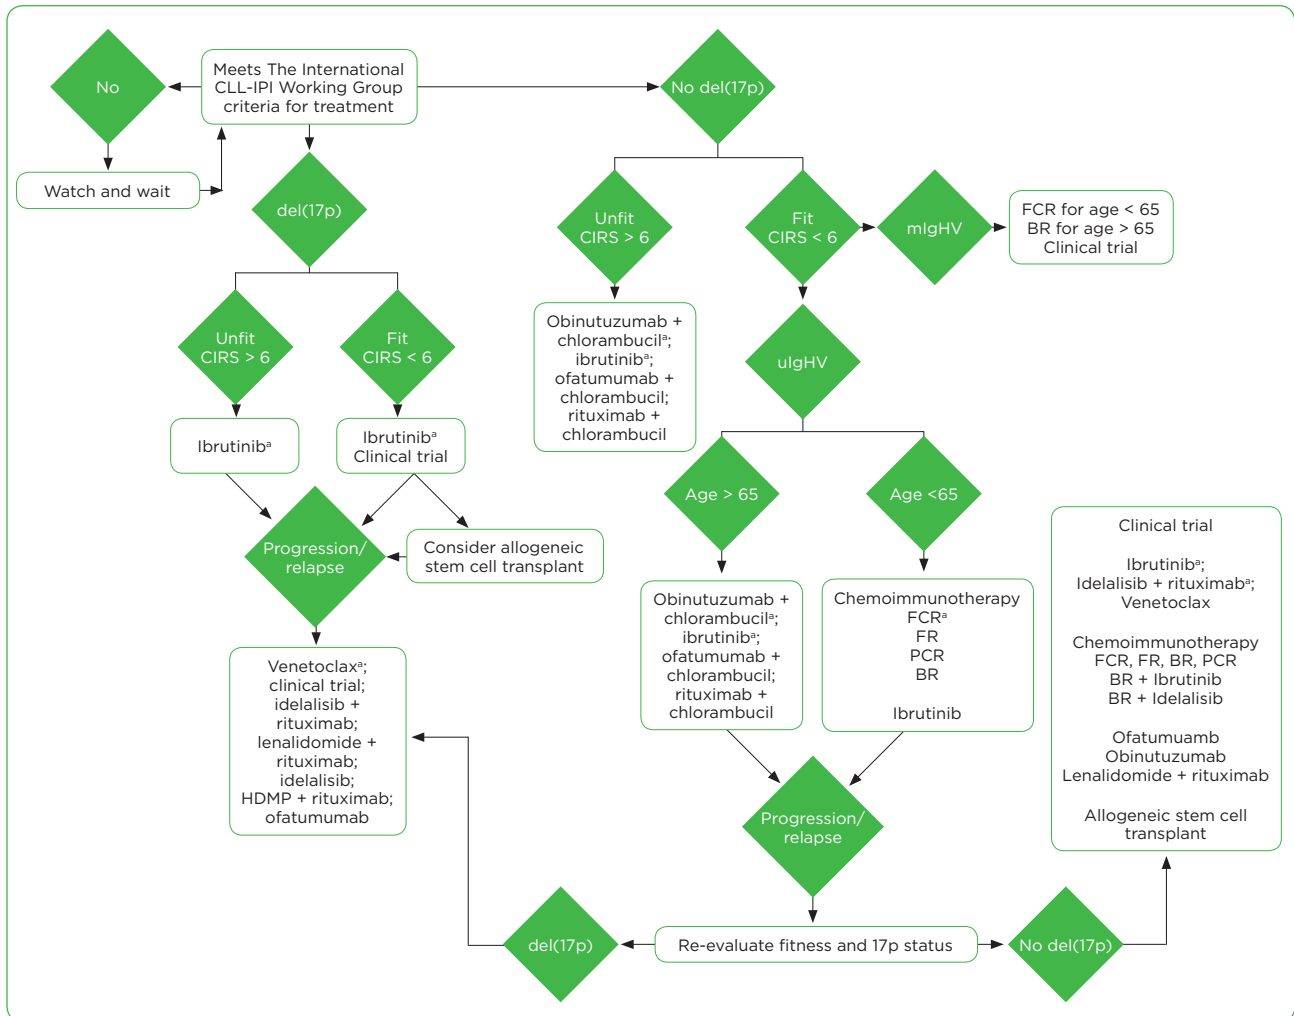 No
Meets The International
CLL-IPI Working Group
criteria for treatment
No del(17p)
Watch and wait
del(17p)
Unfit
CIRS > 6
Fit
CIRS < 6
mIgHV
FCR for age < 65
BR for age > 65
Clinical trial
Unfit
CIRS > 6
Fit
CIRS < 6
Obinutuzumab +
chlorambucilª;
ibrutinibª;
ofatumumab +
chlorambucil;
rituximab +
chlorambucil
uIgHV
Ibrutinibª
Ibrutinibª
Clinical trial
Age > 65
Age <65
Progression/
relapse
Consider allogeneic
stem cell transplant
Obinutuzumab +
chlorambucilª;
ibrutinibª;
ofatumumab +
chlorambucil;
rituximab +
chlorambucil
Chemoimmunotherapy
FCRª
FR
PCR
BR
Ibrutinib
Clinical trial
Ibrutinibª;
Idelalisib + rituximabª;
Venetoclax
Chemoimmunotherapy
FCR, FR, BR, PCR
BR + Ibrutinib
BR + Idelalisib
Ofatumuamb
Obinutuzumab
Lenalidomide + rituximab
Allogeneic stem cell
transplant
Venetoclaxª;
clinical trial;
idelalisib +
rituximab;
lenalidomide +
rituximab;
idelalisib;
HDMP + rituximab;
ofatumumab
Progression/
relapse
del(17p)
Re-evaluate fitness and 17p status
No del(17p)